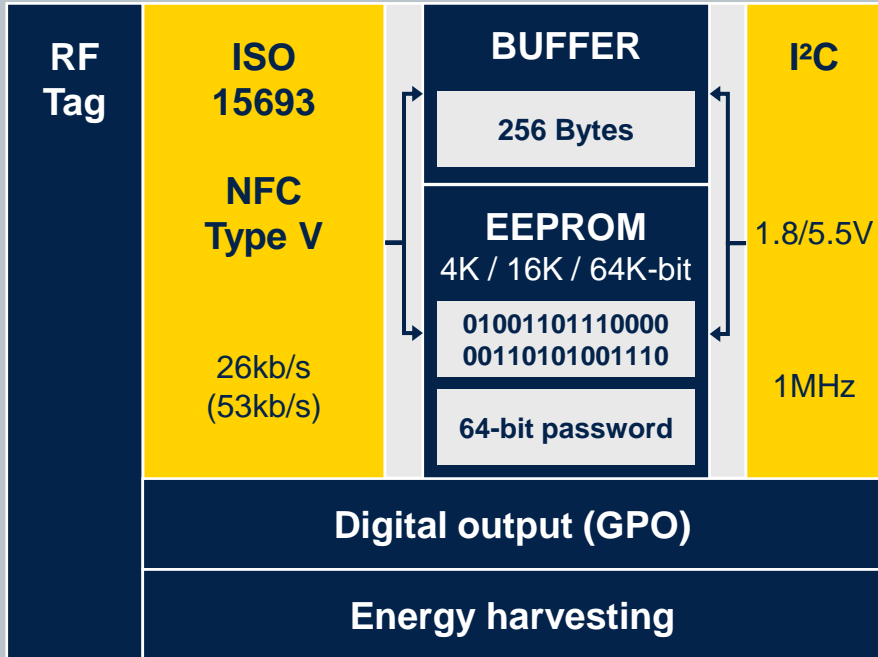 RF
Tag
ISO
15693
NFC
Type V
26kb/s
(53kb/s)
BUFFER
256 Bytes
EEPROM
4K / 16K / 64K-bit
01001101110000
00110101001110
64-bit password
I²C
1.8/5.5V
1MHz
Digital output (GPO)
Energy harvesting